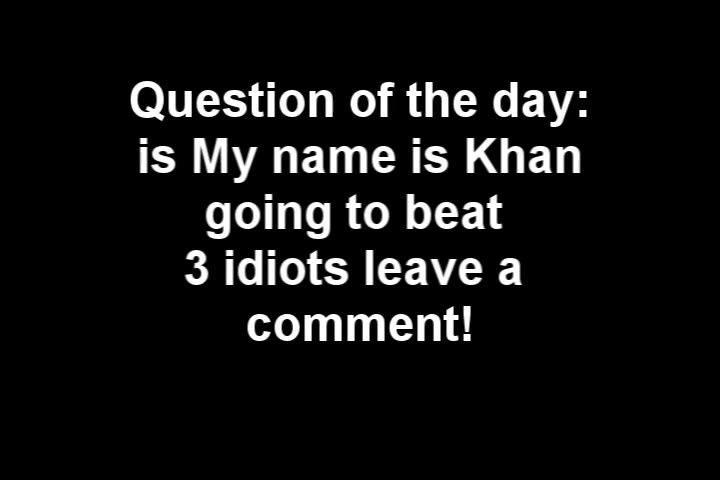 Question of the day:
is My name is Khan
going to beat
3 idiots leave a
comment!